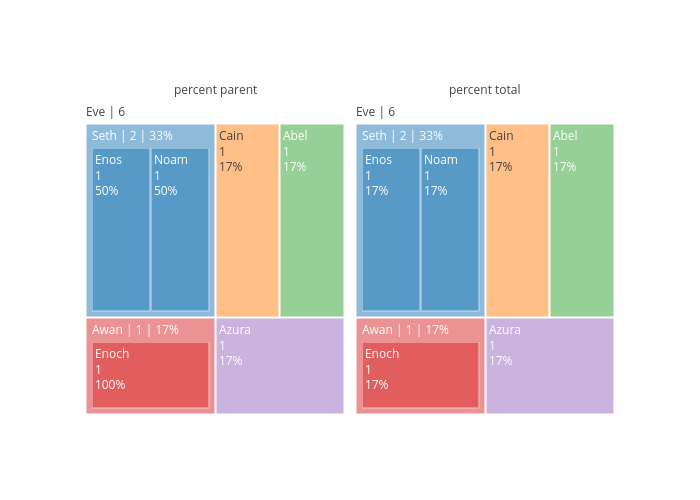 percent parent
Eve | 6
Seth | 2 | 33%
Enos
1
50%
Noam
1
50%
Cain
1
17%
Abel
1
17%
Awan | 1 | 17%
Enoch
1
100%
Azura
1
17%
percent total
Eve | 6
Seth | 2 | 33%
Enos
1
17%
Noam
1
17%
Cain
1
17%
Abel
1
17%
Awan | 1 | 17%
Enoch
1
17%
Azura
1
17%